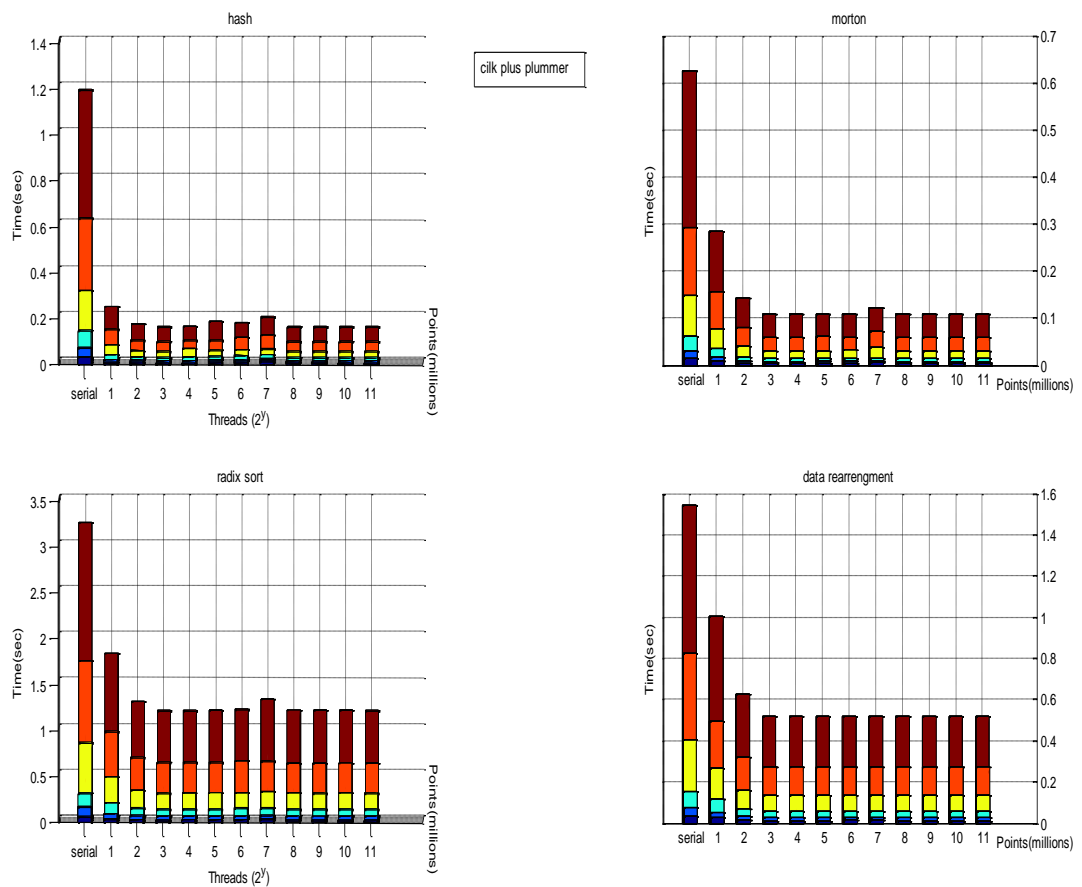 hash
1.4
1.2
1
0.8
0.6
0.4
0.2
0
Time(sec)
serial 1 2 3 4 5 6 7 8 9 10 11
Threads (2^y)
Points(millions)
cilk plus plummer
morton
0.7
0.6
0.5
0.4
0.3
0.2
0.1
0
Time(sec)
serial 1 2 3 4 5 6 7 8 9 10 11
Points(millions)
radix sort
3.5
3
2.5
2
1.5
1
0.5
0
Time(sec)
serial 1 2 3 4 5 6 7 8 9 10 11
Threads (2^y)
Points(millions)
data rearrengment
1.6
1.4
1.2
1
0.8
0.6
0.4
0.2
0
Time(sec)
serial 1 2 3 4 5 6 7 8 9 10 11
Points(millions)